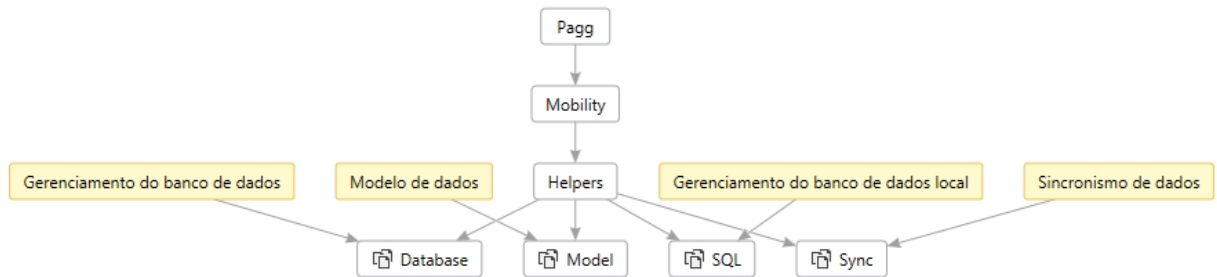 Pagg
Mobility
Gerenciamento do banco de dados
Modelo de dados
Helpers
Gerenciamento do banco de dados local
Sincronismo de dados
Database
Model
SQL
Sync